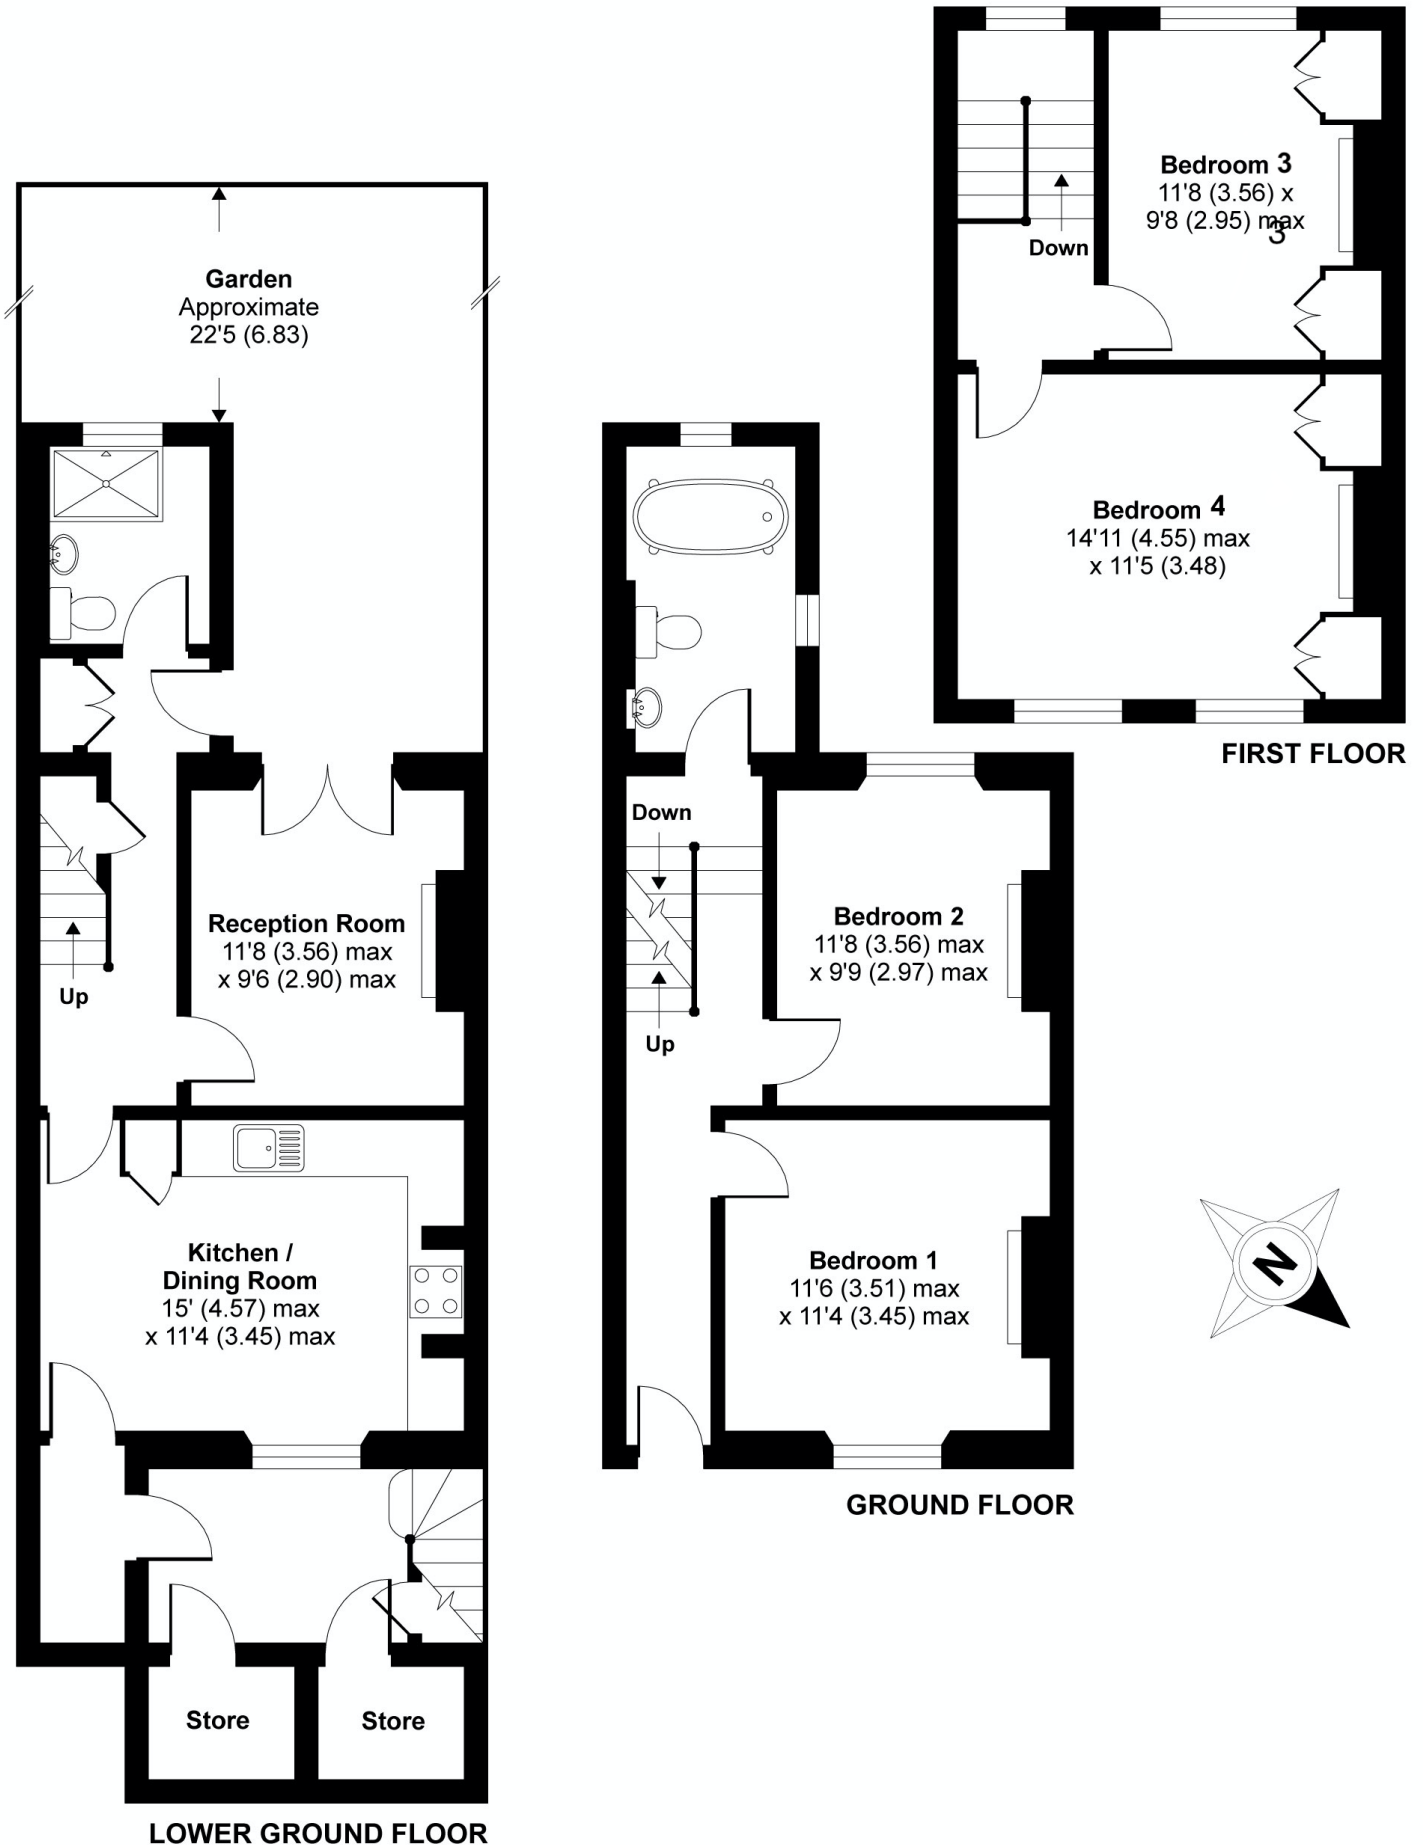 Garden
Approximate
22'5 (6.83)
Reception Room
11'8 (3.56) max
x 9'6 (2.90) max
Up
Kitchen /
Dining Room
15' (4.57) max
x 11'4 (3.45) max
Store
Store
LOWER GROUND FLOOR
Down
Up
Bedroom 2
11'8 (3.56) max
x 9'9 (2.97) max
Bedroom 1
11'6 (3.51) max
x 11'4 (3.45) max
GROUND FLOOR
Bedroom 3
11'8 (3.56) x
9'8 (2.95) max
3
Down
Bedroom 4
14'11 (4.55) max
x 11'5 (3.48)
FIRST FLOOR
N